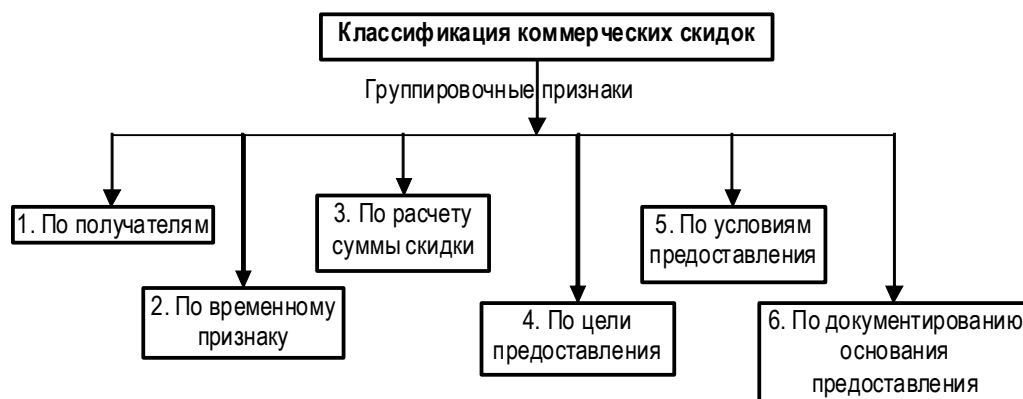 Классификация коммерческих скидок
Группировочные признаки
1. По получателям
2. По временному
признаку
3. По расчету
суммы скидки
4. По цели
предоставления
5. По условиям
предоставления
6. По документированию
основания
предоставления